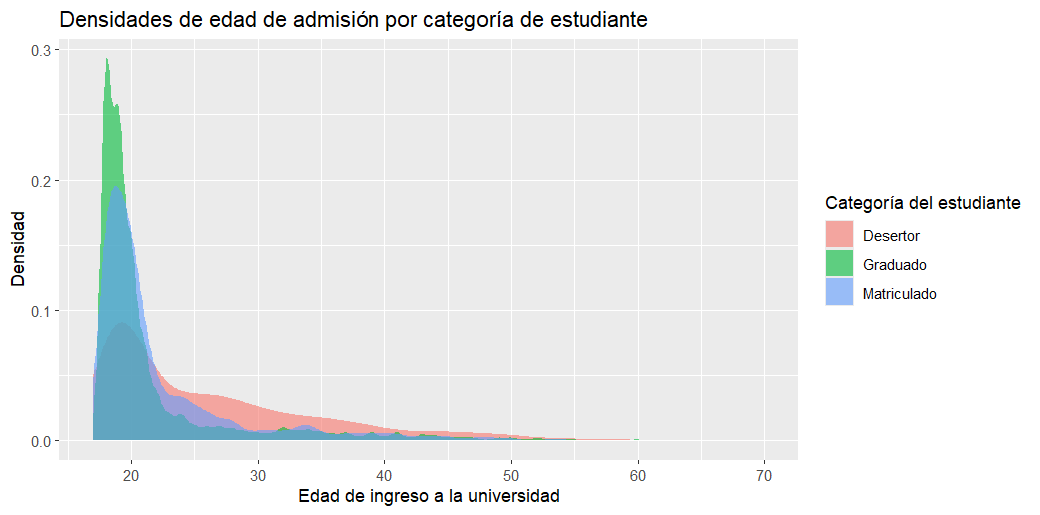 Densidades de edad de admisión por categoría de estudiante
0.3
0.2
0.1
0.0
Densidad
20 30 40 50 60 70
Edad de ingreso a la universidad
Categoría del estudiante
Desertor
Graduado
Matriculado